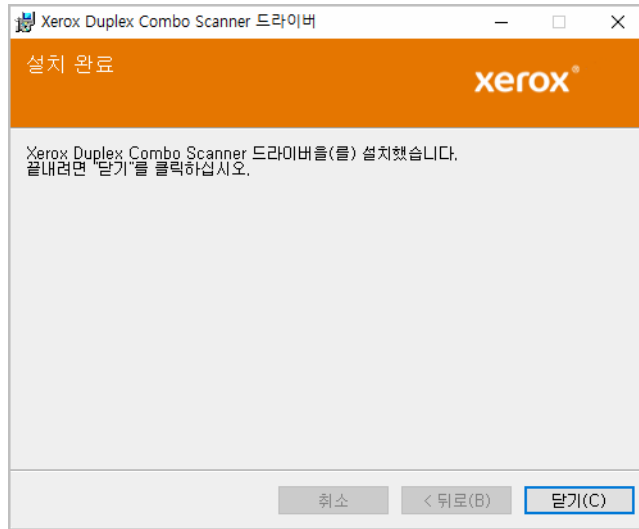 Xerox Duplex Combo Scanner 드라이버
설치 완료
xerox®
Xerox Duplex Combo Scanner 드라이버을(를) 설치했습니다.
끝내려면 "닫기"를 클릭하십시오.
취소
< 뒤로(B)
닫기(C)